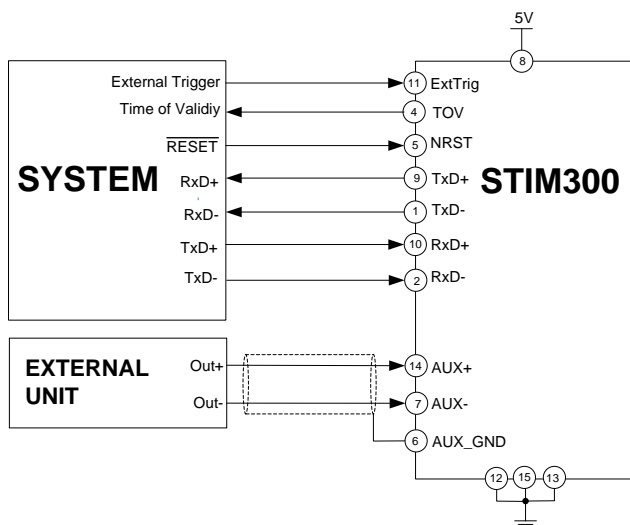 5V
8
External Trigger 11 ExtTrig
Time of Validiy 4 TOV
RESET 5 NRST
SYSTEM RxD+ 9 TxD+ STIM300
RxD- 1 TxD-
TxD+ 10 RxD+
TxD- 2 RxD-
EXTERNAL UNIT
Out+ 14 AUX+
Out- 7 AUX-
6 AUX_GND
12 15 13